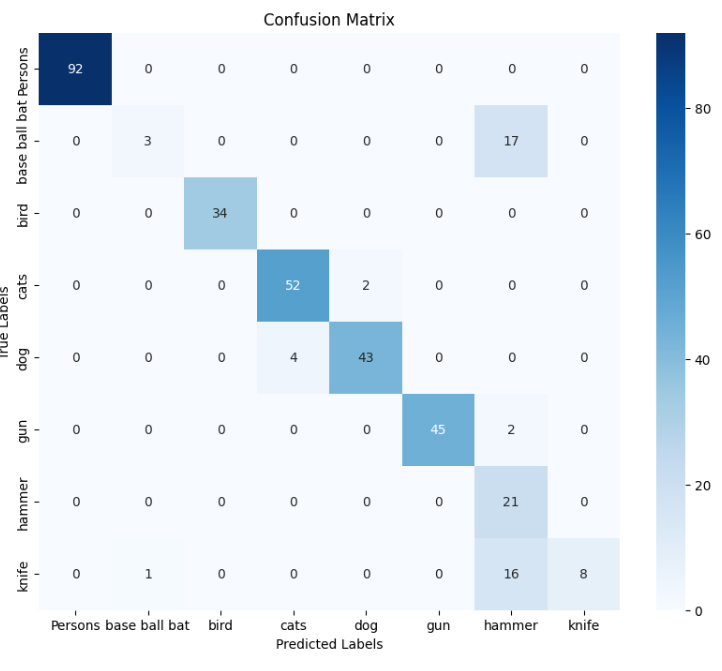 Confusion Matrix
Persons 92 0 0 0 0 0 0 0
base ball bat 0 3 0 0 0 0 17 0
bird 0 0 34 0 0 0 0 0
cats 0 0 0 52 2 0 0 0
dog 0 0 0 4 43 0 0 0
gun 0 0 0 0 0 45 2 0
hammer 0 0 0 0 0 0 21 0
knife 0 1 0 0 0 0 16 8
Persons base ball bat bird cats dog gun hammer knife
Predicted Labels
True Labels
80
60
40
20
0